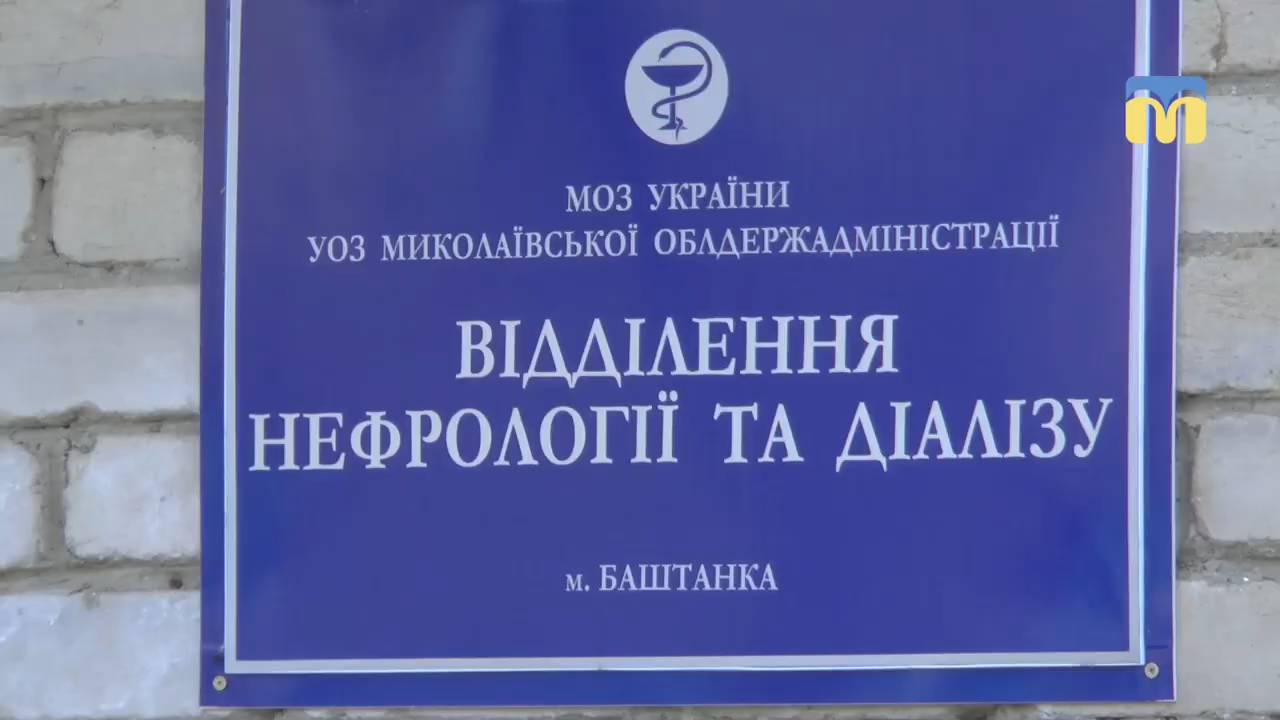 МОЗ УКРАЇНИ
УОЗ МИКОЛАЇВСЬКОЇ ОБЛДЕРЖАДМІНІСТРАЦІЇ
ВІДДІЛЕННЯ
НЕФРОЛОГІЇ ТА ДІАЛІЗУ
м. БАШТАНКА